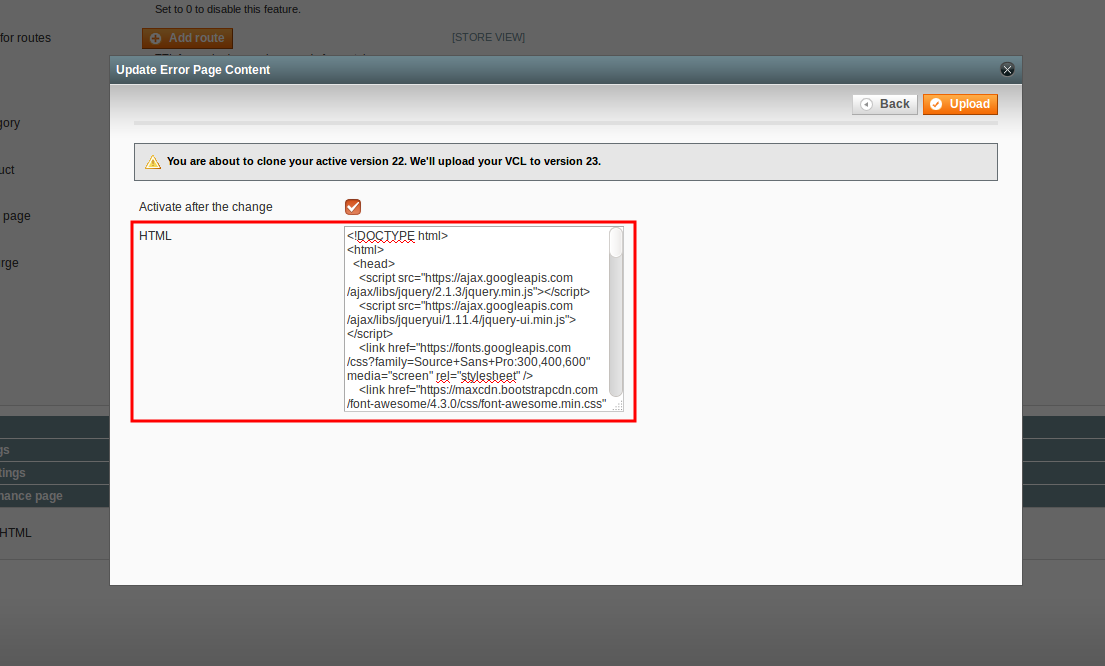 Set to 0 to disable this feature.
for routes
Add route
[STORE VIEW]
Update Error Page Content
Back
Upload
gory
You are about to clone your active version 22. We'll upload your VCL to version 23.
uct
Activate after the change
page
HTML
<!DOCTYPE html>
<html>
<head>
<script src="https://ajax.googleapis.com
/ajax/libs/jquery/2.1.3/jquery.min.js"></script>
<script src="https://ajax.googleapis.com
/ajax/libs/jqueryui/1.11.4/jquery-ui.min.js">
</script>
<link href="https://fonts.googleapis.com
/css?family=Source+Sans+Pro:300,400,600"
media="screen" rel="stylesheet" />
<link href="https://maxcdn.bootstrapcdn.com
/font-awesome/4.3.0/css/font-awesome.min.css"
rge
gs
tings
nance page
HTML